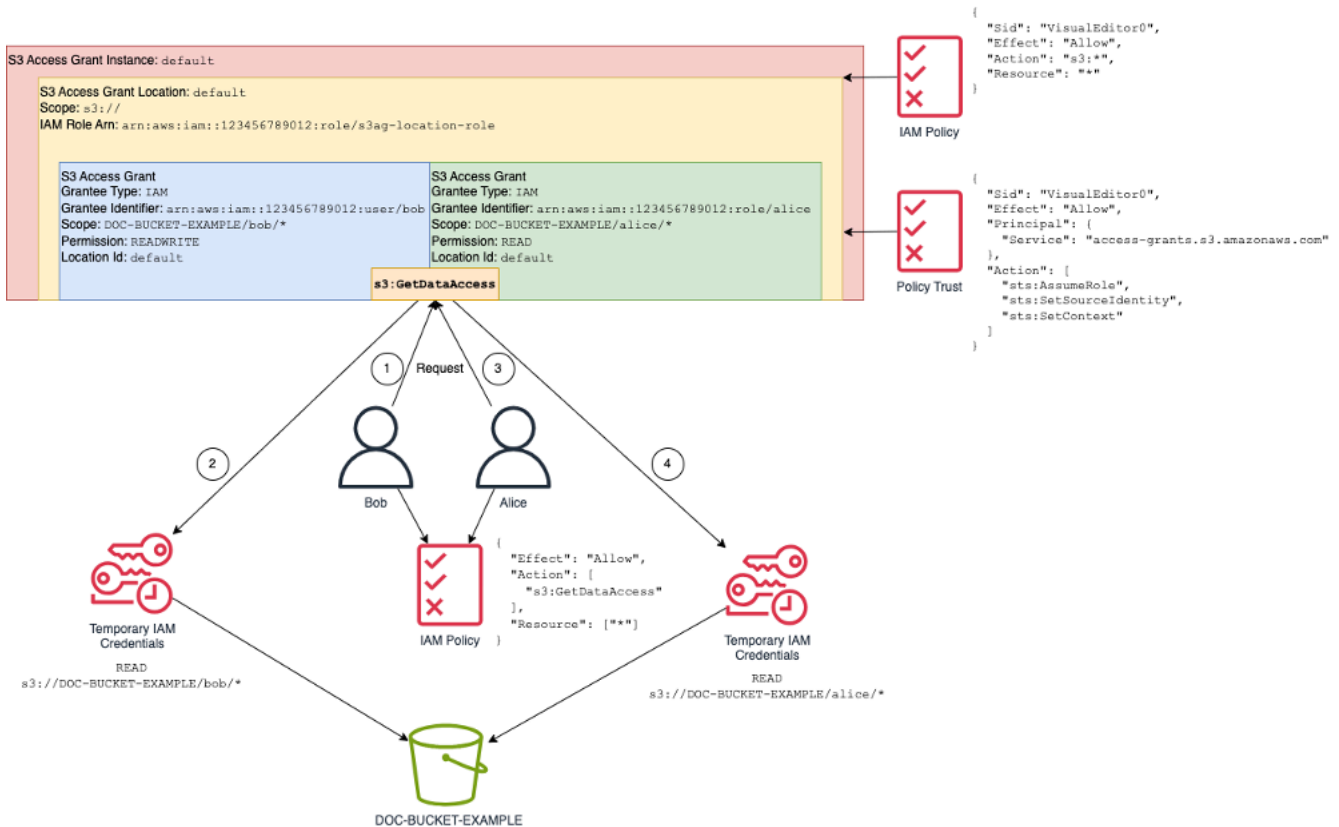 S3 Access Grant Instance: default
S3 Access Grant Location: default
Scope: s3://
IAM Role Arn: arn:aws:iam::123456789012:role/s3ag-location-role
S3 Access Grant
Grantee Type: IAM
Grantee Identifier: arn:aws:iam::123456789012:user/bob
Scope: DOC-BUCKET-EXAMPLE/bob/*
Permission: READWRITE
Location Id: default
S3 Access Grant
Grantee Type: IAM
Grantee Identifier: arn:aws:iam::123456789012:role/alice
Scope: DOC-BUCKET-EXAMPLE/alice/*
Permission: READ
Location Id: default
s3:GetDataAccess
{
"Sid": "VisualEditor0",
"Effect": "Allow",
"Action": "s3:*",
"Resource": "*"
}
IAM Policy
{
"Sid": "VisualEditor0",
"Effect": "Allow",
"Principal": {
"Service": "access-grants.s3.amazonaws.com"
},
"Action": [
"sts:AssumeRole",
"sts:SetSourceIdentity",
"sts:SetContext"
]
}
Policy Trust
1
Request
3
2
4
Bob
Alice
{
"Effect": "Allow",
"Action": [
"s3:GetDataAccess"
],
"Resource": ["*"]
}
IAM Policy
Temporary IAM
Credentials
READ
s3://DOC-BUCKET-EXAMPLE/bob/*
Temporary IAM
Credentials
READ
s3://DOC-BUCKET-EXAMPLE/alice/*
DOC-BUCKET-EXAMPLE